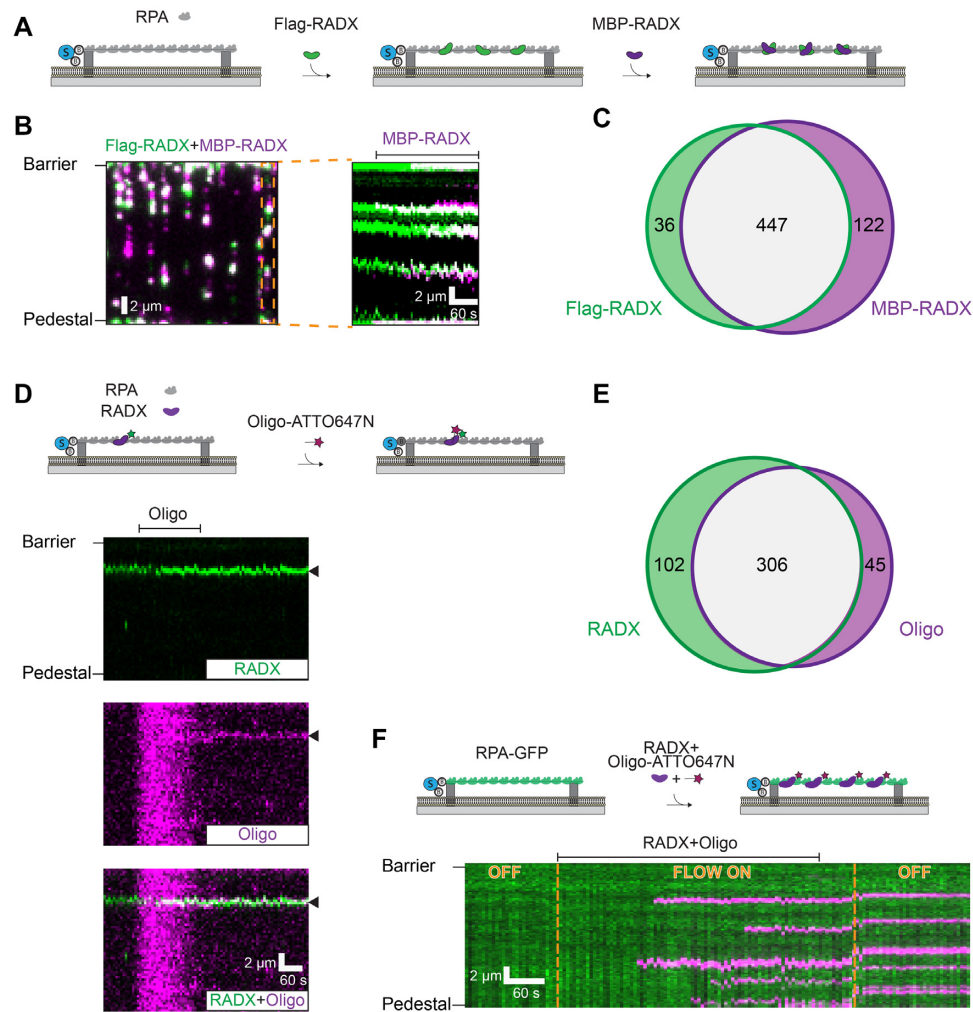 A
RPA
Flag-RADX
MBP-RADX
S
B
B
B
Flag-RADX+MBP-RADX
MBP-RADX
Barrier
Pedestal
2 μm
2 μm
60 s
C
36
447
122
Flag-RADX
MBP-RADX
D
RPA
RADX
Oligo-ATTO647N
S
B
B
S
B
B
Oligo
Barrier
Pedestal
RADX
Oligo
2 μm
60 s
RADX+Oligo
E
102
306
45
RADX
Oligo
F
RPA-GFP
RADX+
Oligo-ATTO647N
+
S
B
B
S
B
B
RADX+Oligo
Barrier
OFF
FLOW ON
OFF
2 μm
60 s
Pedestal